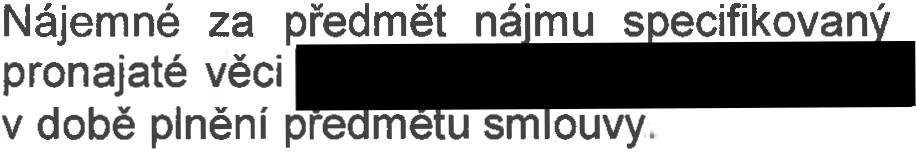 Nájemné za předmět nájmu specifikovaný
pronajaté věci
v době plnění předmětu smlouvy.